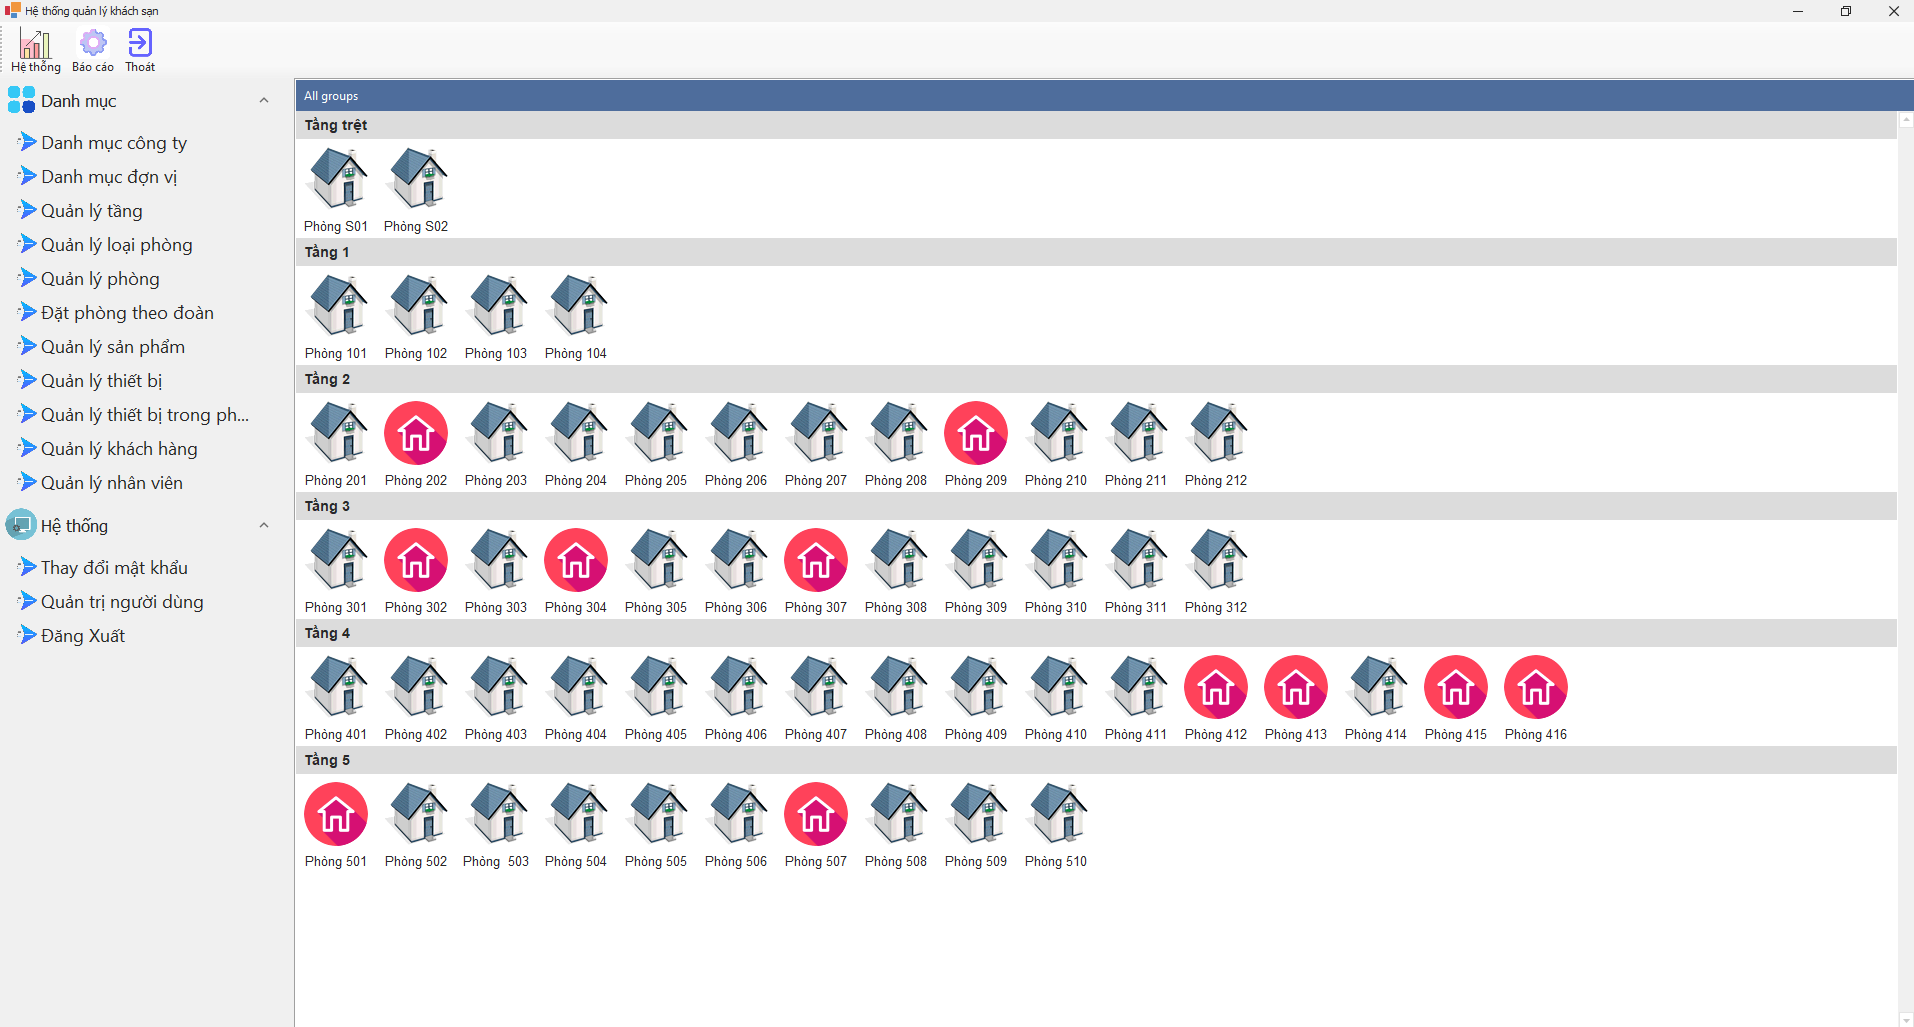 Hệ thống quản lý khách sạn
Hệ thống Báo cáo Thoát
Danh mục
Danh mục công ty
Danh mục đợn vị
Quản lý tầng
Quản lý loại phòng
Quản lý phòng
Đặt phòng theo đoàn
Quản lý sản phẩm
Quản lý thiết bị
Quản lý thiết bị trong ph...
Quản lý khách hàng
Quản lý nhân viên
Hệ thống
Thay đổi mật khẩu
Quản trị người dùng
Đăng Xuất
All groups
Tầng trệt
Phòng S01 Phòng S02
Tầng 1
Phòng 101 Phòng 102 Phòng 103 Phòng 104
Tầng 2
Phòng 201 Phòng 202 Phòng 203 Phòng 204 Phòng 205 Phòng 206 Phòng 207 Phòng 208 Phòng 209 Phòng 210 Phòng 211 Phòng 212
Tầng 3
Phòng 301 Phòng 302 Phòng 303 Phòng 304 Phòng 305 Phòng 306 Phòng 307 Phòng 308 Phòng 309 Phòng 310 Phòng 311 Phòng 312
Tầng 4
Phòng 401 Phòng 402 Phòng 403 Phòng 404 Phòng 405 Phòng 406 Phòng 407 Phòng 408 Phòng 409 Phòng 410 Phòng 411 Phòng 412 Phòng 413 Phòng 414 Phòng 415 Phòng 416
Tầng 5
Phòng 501 Phòng 502 Phòng  503 Phòng 504 Phòng 505 Phòng 506 Phòng 507 Phòng 508 Phòng 509 Phòng 510